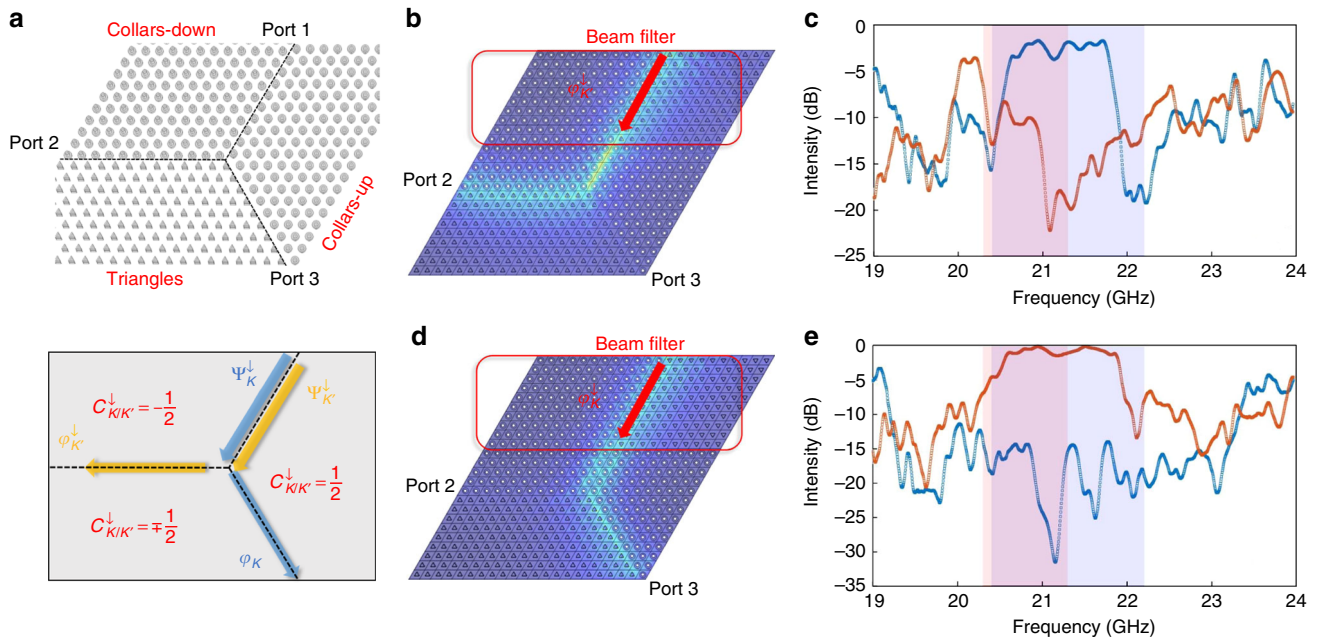 a
Collars-down
Port 1
Port 2
Collars-up
Triangles
Port 3
Ψ↓K
Ψ↓K′
C↓K/K′ = −1/2
φ↓K′
C↓K/K′ = 1/2
C↓K/K′ = ∓1/2
φK
b
Beam filter
φ↓K′
Port 2
Port 3
c
0
−5
−10
−15
−20
−25
Intensity (dB)
19 20 21 22 23 24
Frequency (GHz)
d
Beam filter
φ↓K
Port 2
Port 3
e
0
−5
−10
−15
−20
−25
−30
−35
Intensity (dB)
19 20 21 22 23 24
Frequency (GHz)